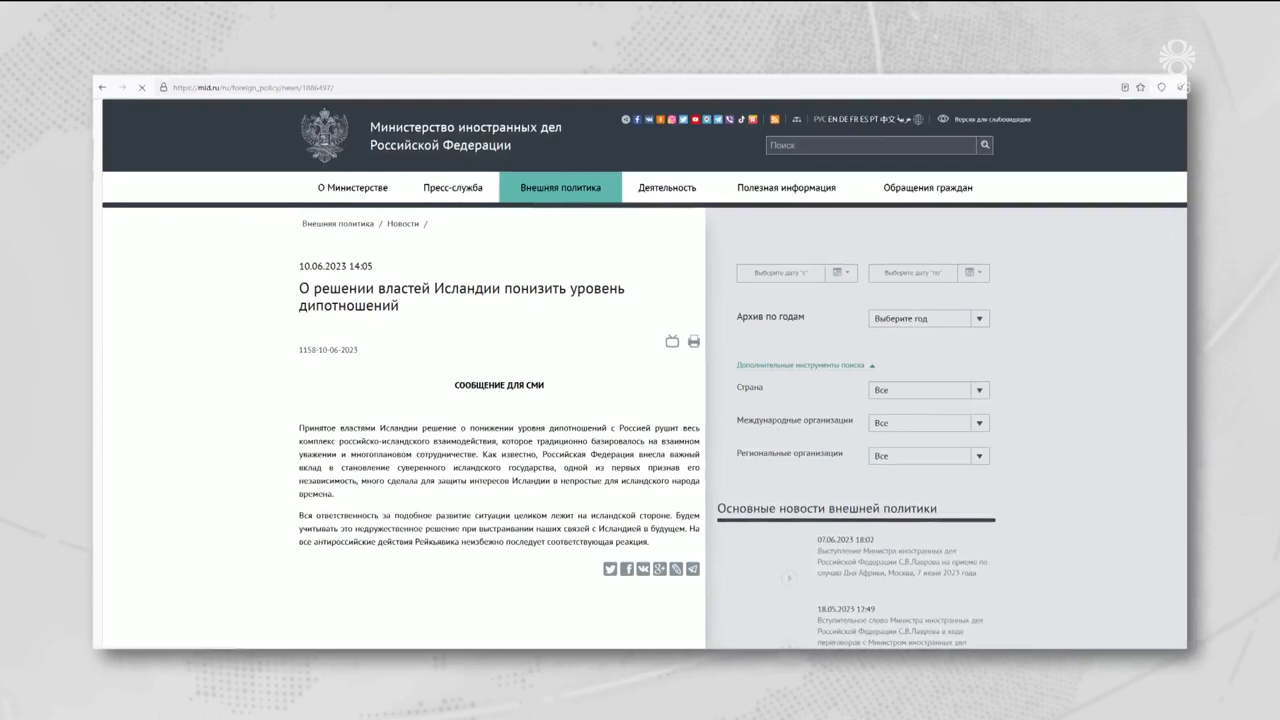 https://mid.ru/ru/foreign_policy/news/1886497/
Министерство иностранных дел
Российской Федерации
РУС EN DE FR ES PT 中文 عربية
Версия для слабовидящих
Поиск
О Министерстве
Пресс-служба
Внешняя политика
Деятельность
Полезная информация
Обращения граждан
Внешняя политика / Новости /
10.06.2023 14:05
О решении властей Исландии понизить уровень
дипотношений
1158-10-06-2023
СООБЩЕНИЕ ДЛЯ СМИ
Принятое властями Исландии решение о понижении уровня дипотношений с Россией рушит весь
комплекс российско-исландского взаимодействия, которое традиционно базировалось на взаимном
уважении и многоплановом сотрудничестве. Как известно, Российская Федерация внесла важный
вклад в становление суверенного исландского государства, одной из первых признав его
независимость, много сделала для защиты интересов Исландии в непростые для исландского народа
времена.
Вся ответственность за подобное развитие ситуации целиком лежит на исландской стороне. Будем
учитывать это недружественное решение при выстраивании наших связей с Исландией в будущем. На
все антироссийские действия Рейкьявика неизбежно последует соответствующая реакция.
Выберите дату "с"
Выберите дату "по"
Архив по годам
Выберите год
Дополнительные инструменты поиска
Страна
Все
Международные организации
Все
Региональные организации
Все
Основные новости внешней политики
07.06.2023 18:02
Выступление Министра иностранных дел
Российской Федерации С.В.Лаврова на приеме по
случаю Дня Африки, Москва, 7 июня 2023 года
18.05.2023 12:49
Вступительное слово Министра иностранных дел
Российской Федерации С.В.Лаврова в ходе
переговоров с Министром иностранных дел